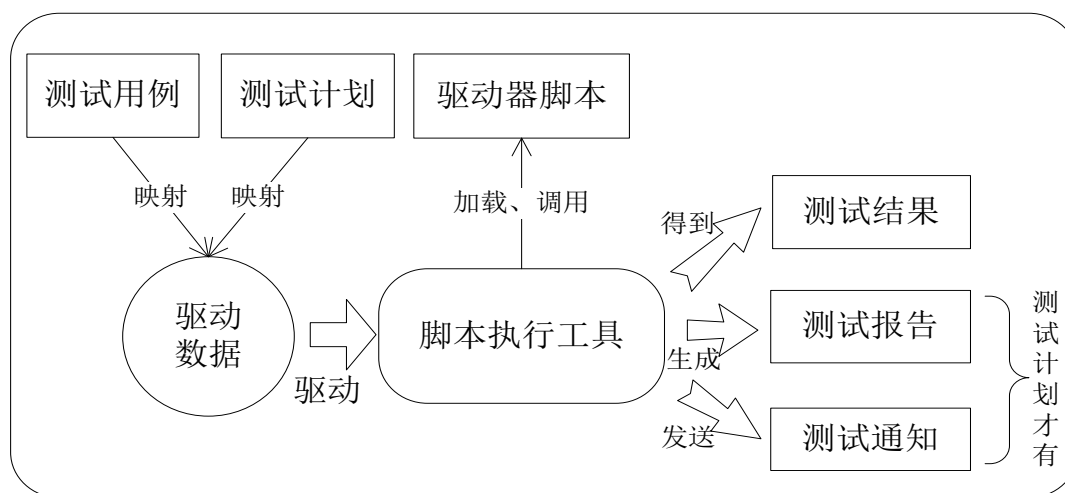 测试用例
测试计划
驱动器脚本
映射
映射
加载、调用
得到
测试结果
驱动
数据
驱动
脚本执行工具
生成
测试报告
发送
测试通知
测试计划才有